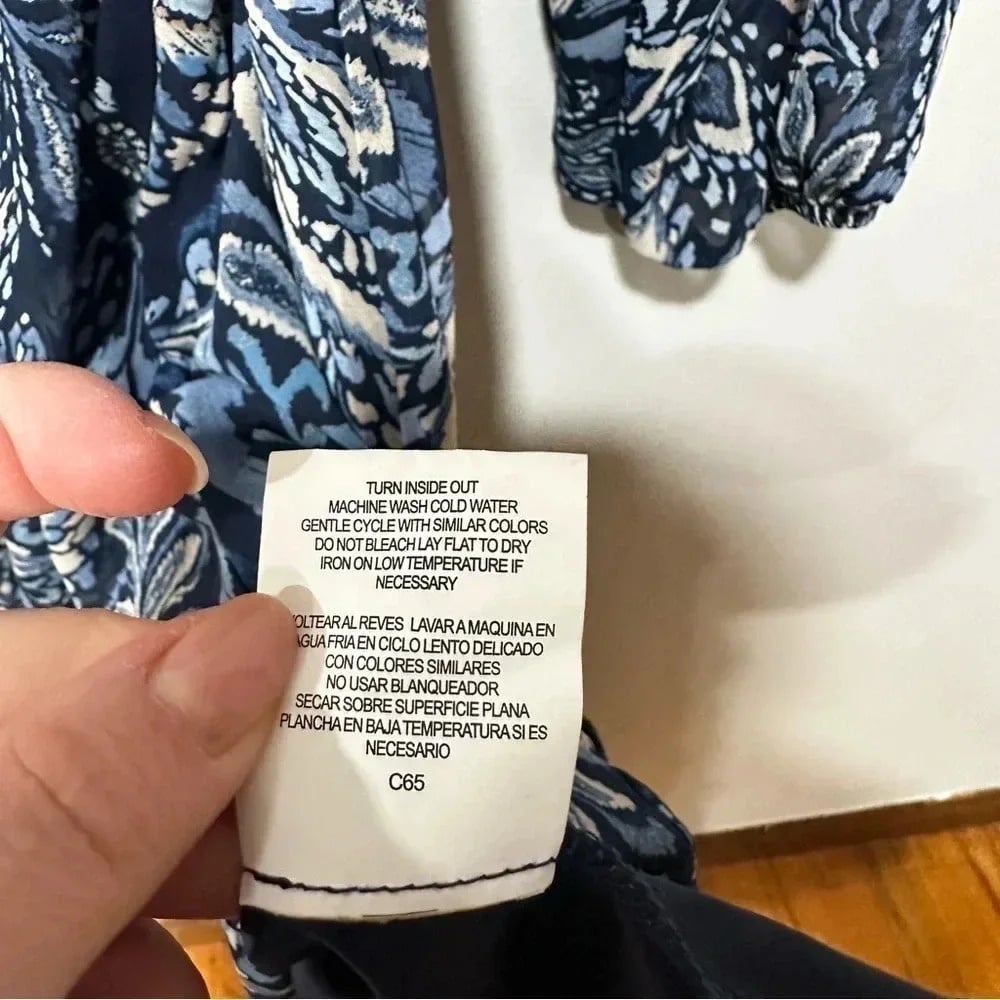 TURN INSIDE OUT
MACHINE WASH COLD WATER
GENTLE CYCLE WITH SIMILAR COLORS
DO NOT BLEACH LAY FLAT TO DRY
IRON ON LOW TEMPERATURE IF
NECESSARY
OLTEAR AL REVES LAVAR A MAQUINA EN
AGUA FRIA EN CICLO LENTO DELICADO
CON COLORES SIMILARES
NO USAR BLANQUEADOR
SECAR SOBRE SUPERFICIE PLANA
PLANCHA EN BAJA TEMPERATURA SI ES
NECESARIO
C65